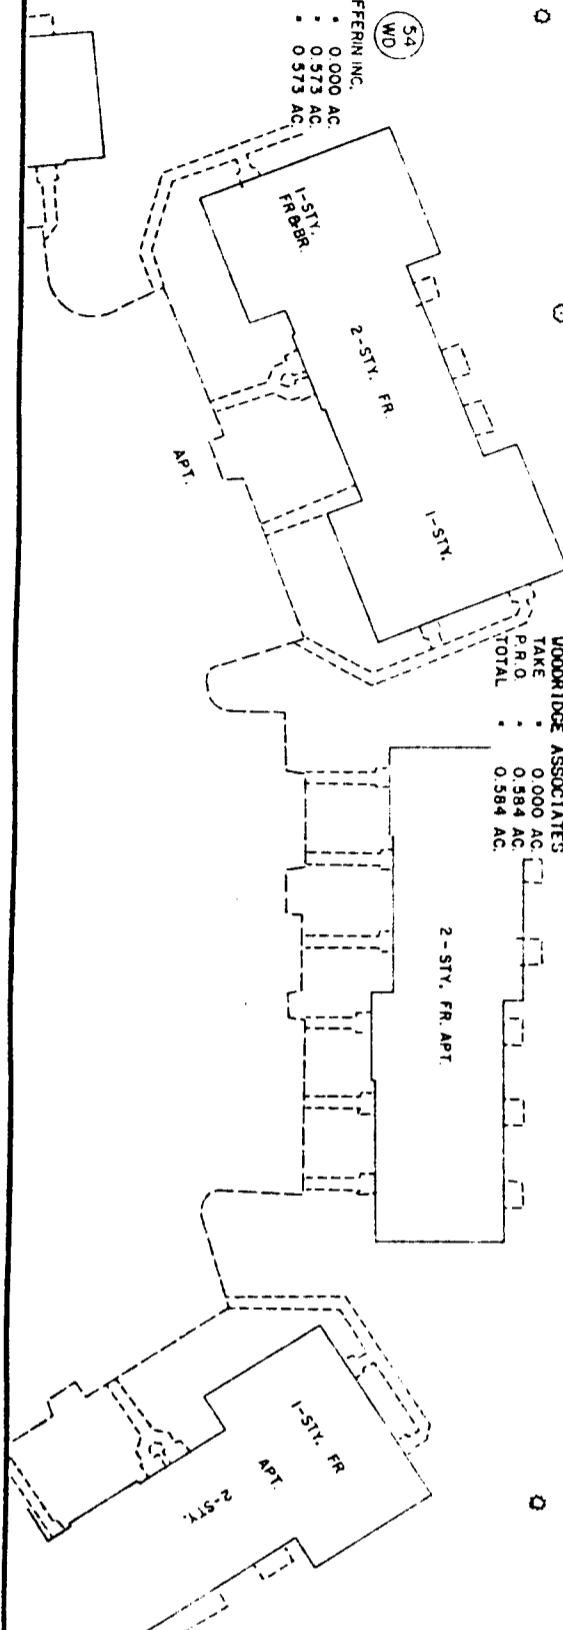 54
WD
FFERIN INC.
= 0.000 AC.
= 0.573 AC.
= 0.573 AC.
1-STY.
FR & BR.
2-STY. FR.
1-STY.
APT.
WOODRIDGE ASSOCIATES
TAKE = 0.000 AC.
P.R.O. = 0.584 AC.
TOTAL = 0.584 AC.
2-STY. FR. APT.
1-STY. FR
APT.
2-STY.